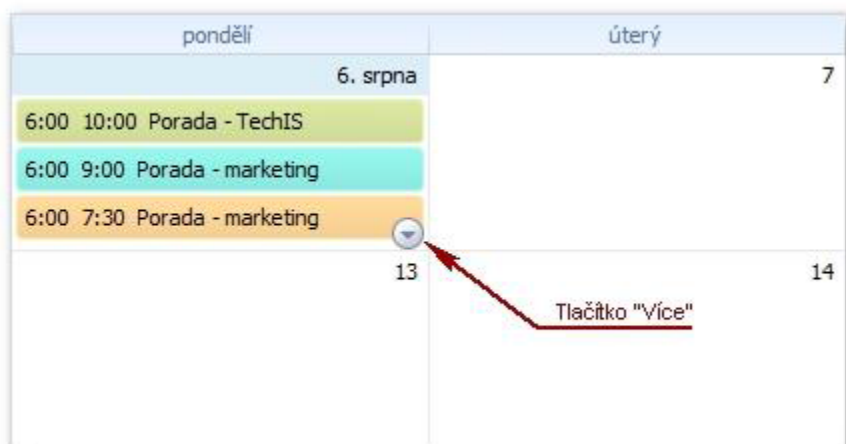 pondělí úterý
6. srpna 7
6:00 10:00 Porada - TechIS
6:00 9:00 Porada - marketing
6:00 7:30 Porada - marketing
13 14
Tlačítko "Více"